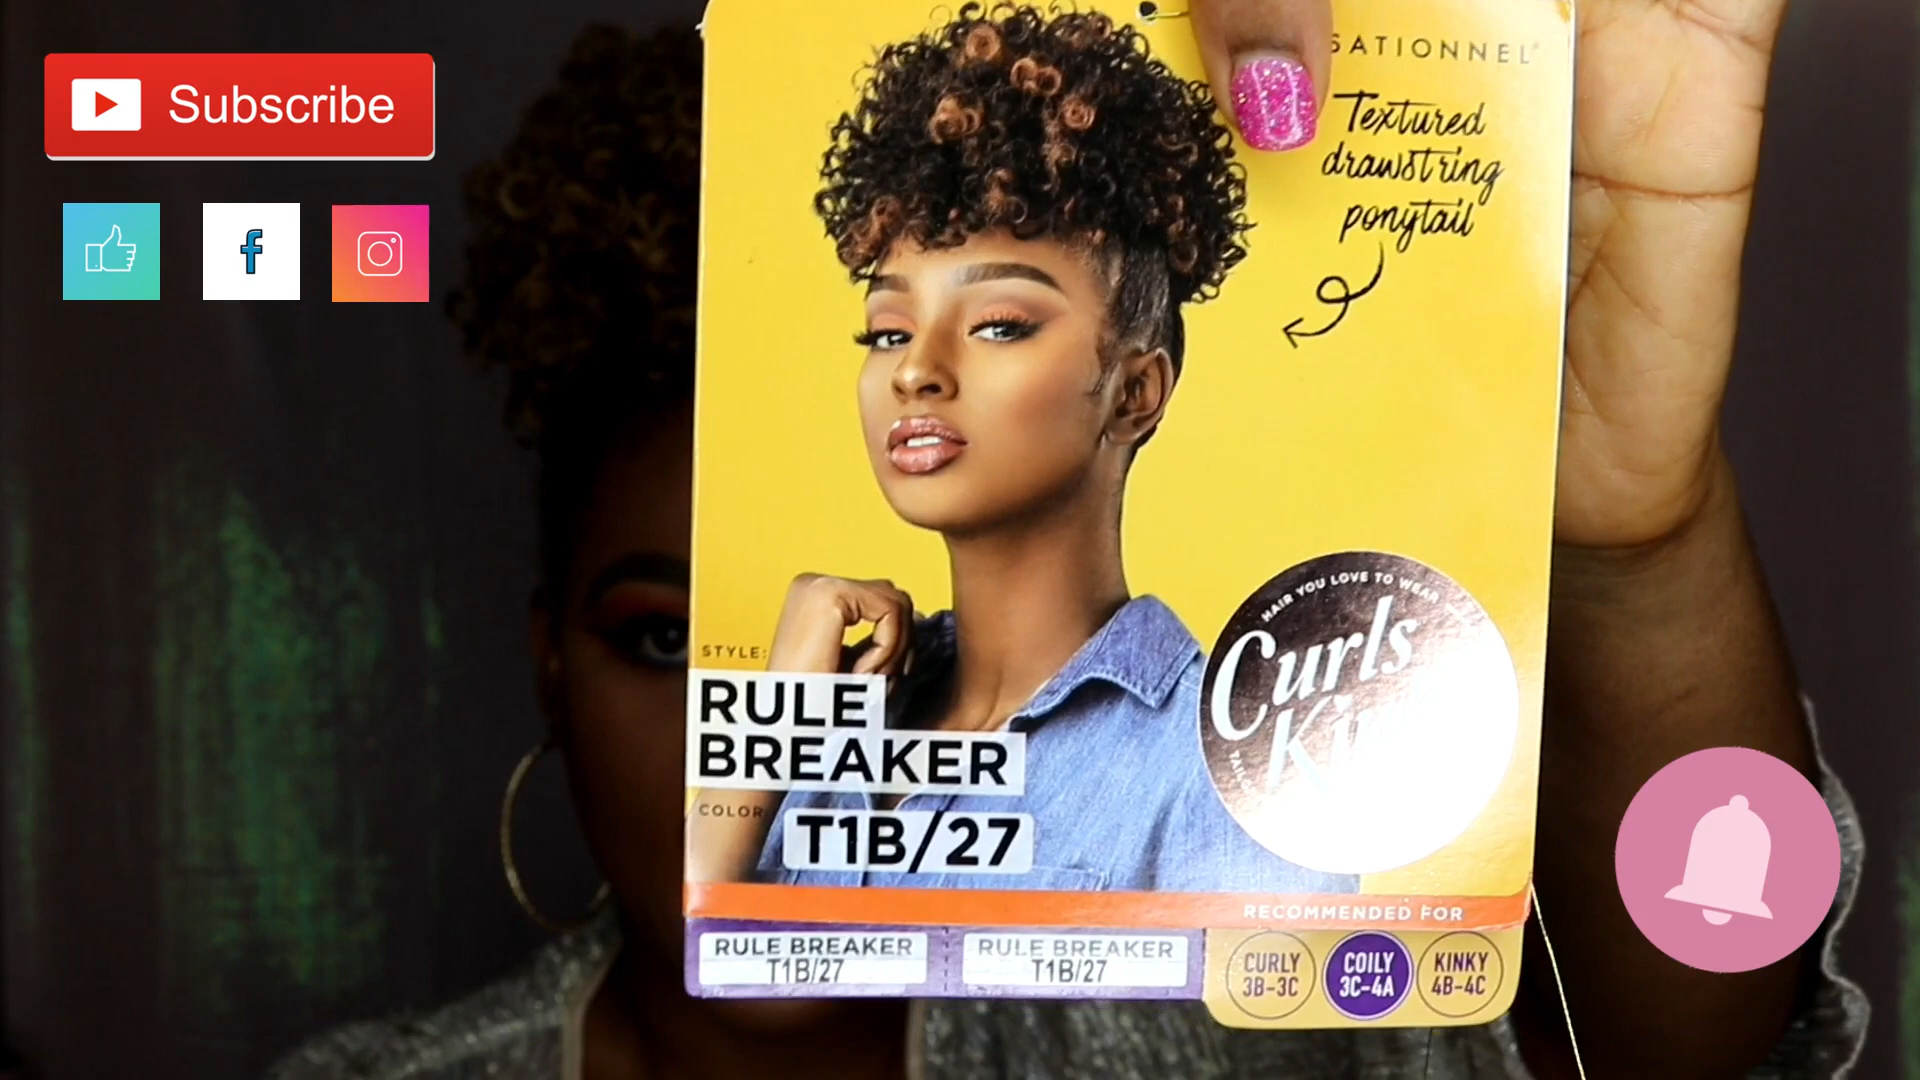 Subscribe
f
SATIONNEL
Textured
drawstring
ponytail
HAIR YOU LOVE TO WEAR
Curls
STYLE:
RULE
BREAKER
COLOR
T1B/27
RECOMMENDED FOR
RULE BREAKER
T1B/27
RULE BREAKER
T1B/27
CURLY
3B-3C
COILY
3C-4A
KINKY
4B-4C